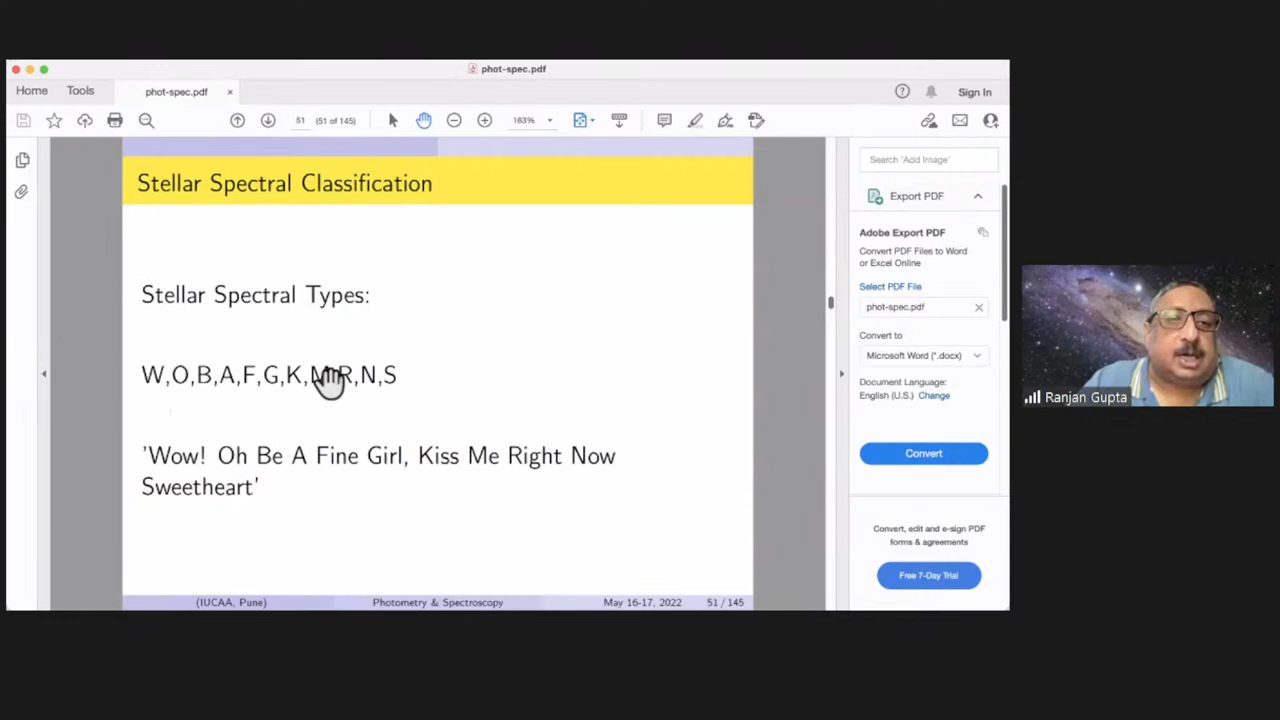 phot-spec.pdf
Home
Tools
phot-spec.pdf
×
Sign In
51
(51 of 145)
163%
Stellar Spectral Classification
Stellar Spectral Types:
W,O,B,A,F,G,K,M,R,N,S
'Wow! Oh Be A Fine Girl, Kiss Me Right Now
Sweetheart'
(IUCAA, Pune)
Photometry & Spectroscopy
May 16-17, 2022
51 / 145
Search 'Add Image'
Export PDF
Adobe Export PDF
Convert PDF Files to Word
or Excel Online
Select PDF File
phot-spec.pdf
Convert to
Microsoft Word (*.docx)
Document Language:
English (U.S.) Change
Convert
Convert, edit and e-sign PDF
forms & agreements
Free 7-Day Trial
Ranjan Gupta